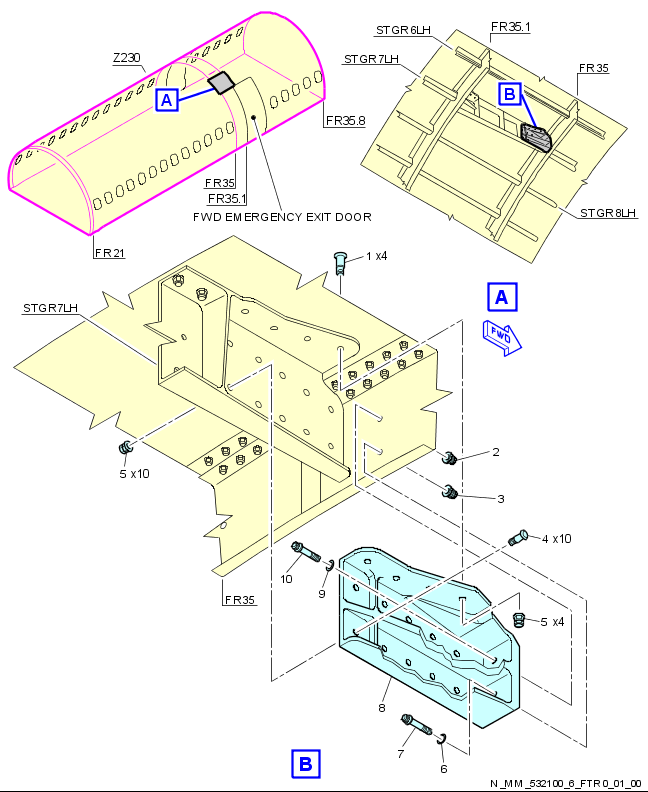 Z230
A
FR35.8
FR35
FR35.1
FWD EMERGENCY EXIT DOOR
FR21
STGR6LH
FR35.1
STGR7LH
FR35
B
STGR8LH
1 x4
A
FWD
STGR7LH
2
5 x10
3
4 x10
10
9
FR35
5 x4
8
7
6
B
N_MM_532100_6_FTR0_01_00